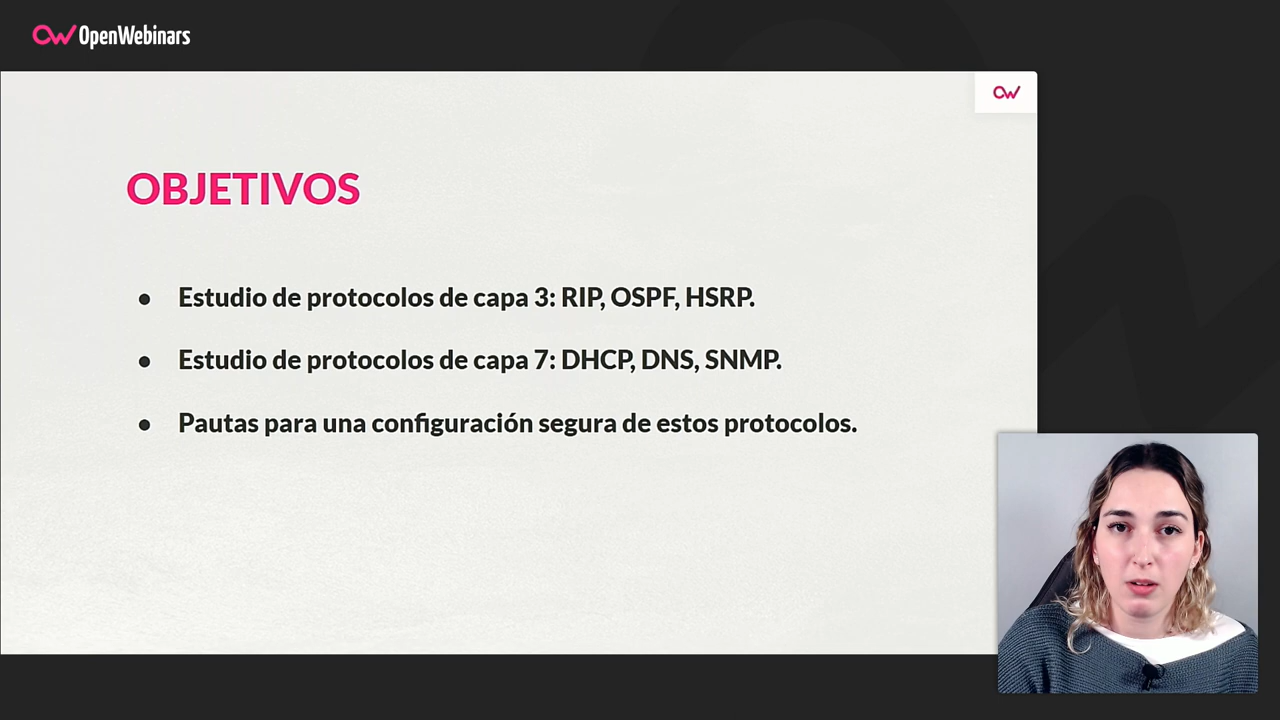 OpenWebinars
OBJETIVOS
● Estudio de protocolos de capa 3: RIP, OSPF, HSRP.
● Estudio de protocolos de capa 7: DHCP, DNS, SNMP.
● Pautas para una configuración segura de estos protocolos.